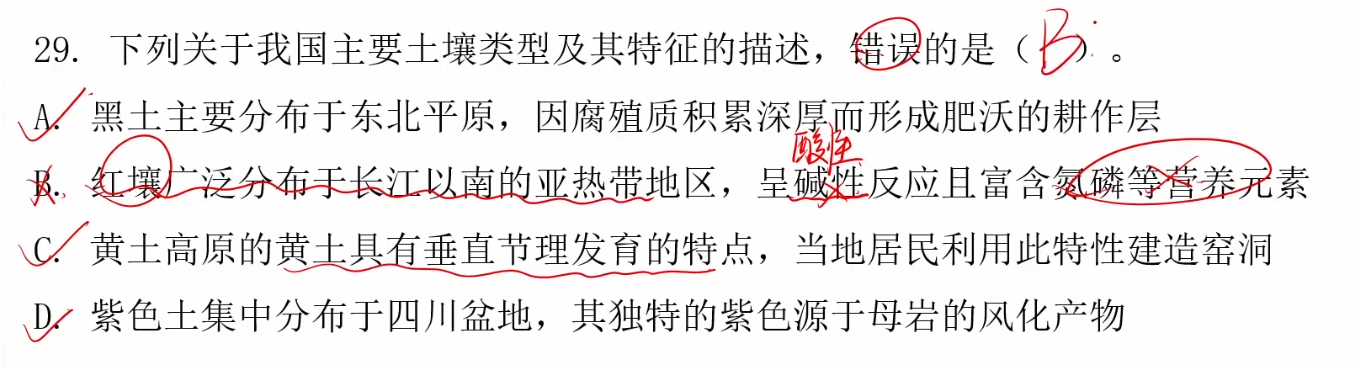 29. 下列关于我国主要土壤类型及其特征的描述，错误的是（B）。
A. 黑土主要分布于东北平原，因腐殖质积累深厚而形成肥沃的耕作层
酸性
B. 红壤广泛分布于长江以南的亚热带地区，呈碱性反应且富含氮磷等营养元素
C. 黄土高原的黄土具有垂直节理发育的特点，当地居民利用此特性建造窑洞
D. 紫色土集中分布于四川盆地，其独特的紫色源于母岩的风化产物